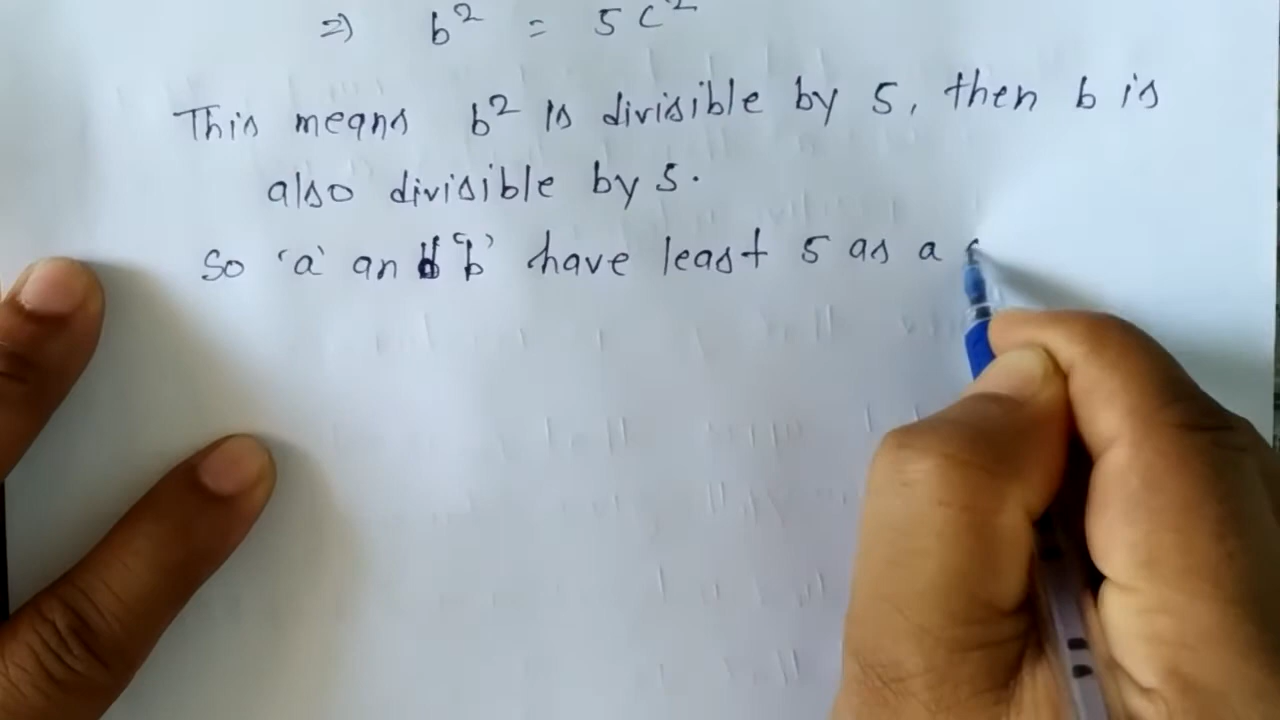 =) b² = 5c²
This means b² is divisible by 5, then b is
also divisible by 5.
So 'a' and 'b' have least 5 as a